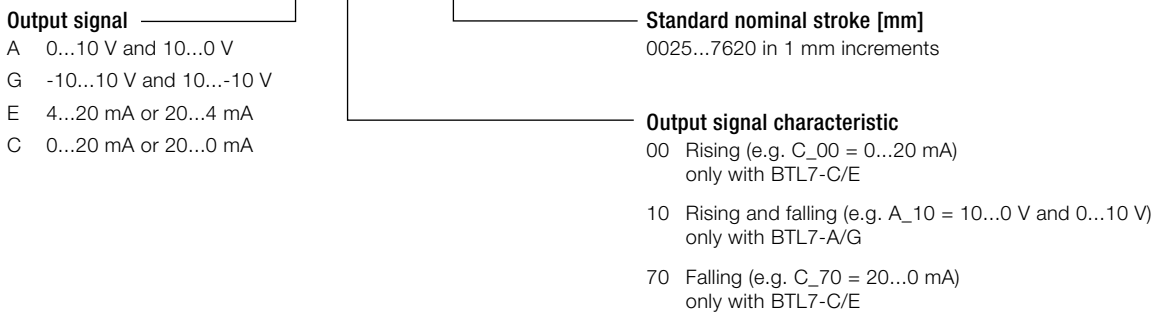 Output signal
A 0...10 V and 10...0 V
G -10...10 V and 10...-10 V
E 4...20 mA or 20...4 mA
C 0...20 mA or 20...0 mA
Standard nominal stroke [mm]
0025...7620 in 1 mm increments
Output signal characteristic
00 Rising (e.g. C_00 = 0...20 mA)
only with BTL7-C/E
10 Rising and falling (e.g. A_10 = 10...0 V and 0...10 V)
only with BTL7-A/G
70 Falling (e.g. C_70 = 20...0 mA)
only with BTL7-C/E